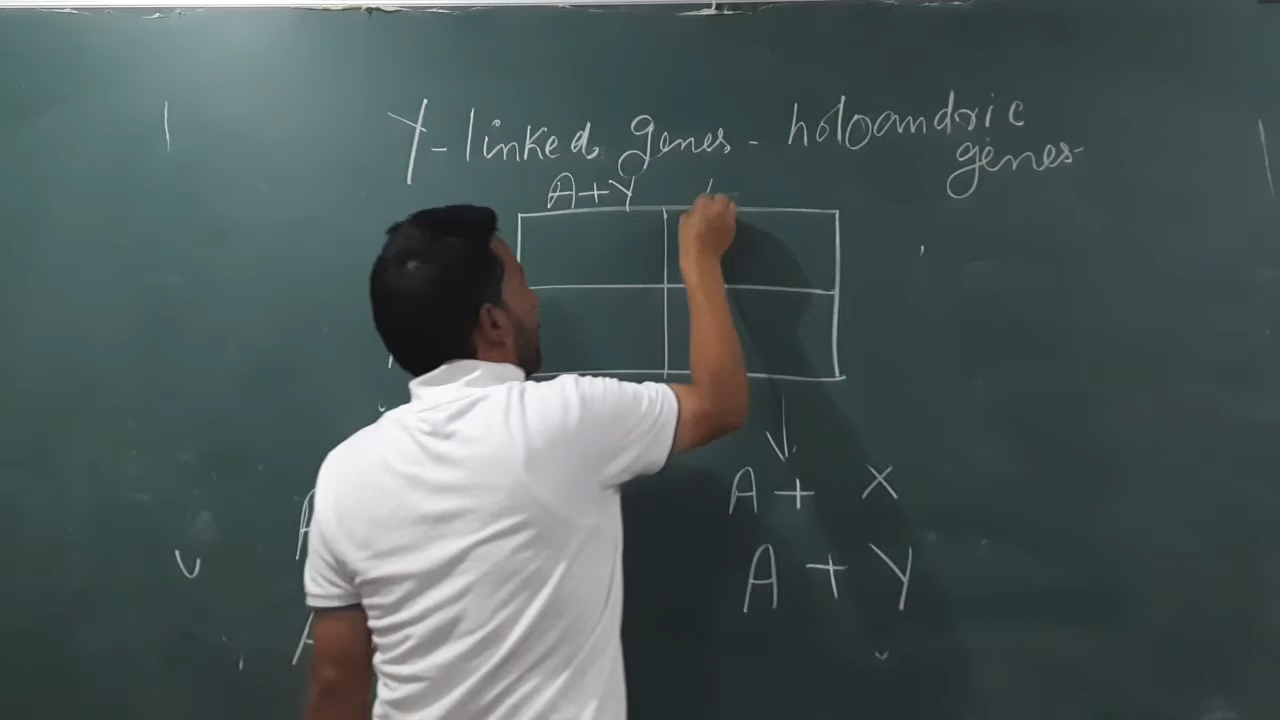 Y-linked genes - holoandric
genes-
A+Y
A + X
A + Y
A
A